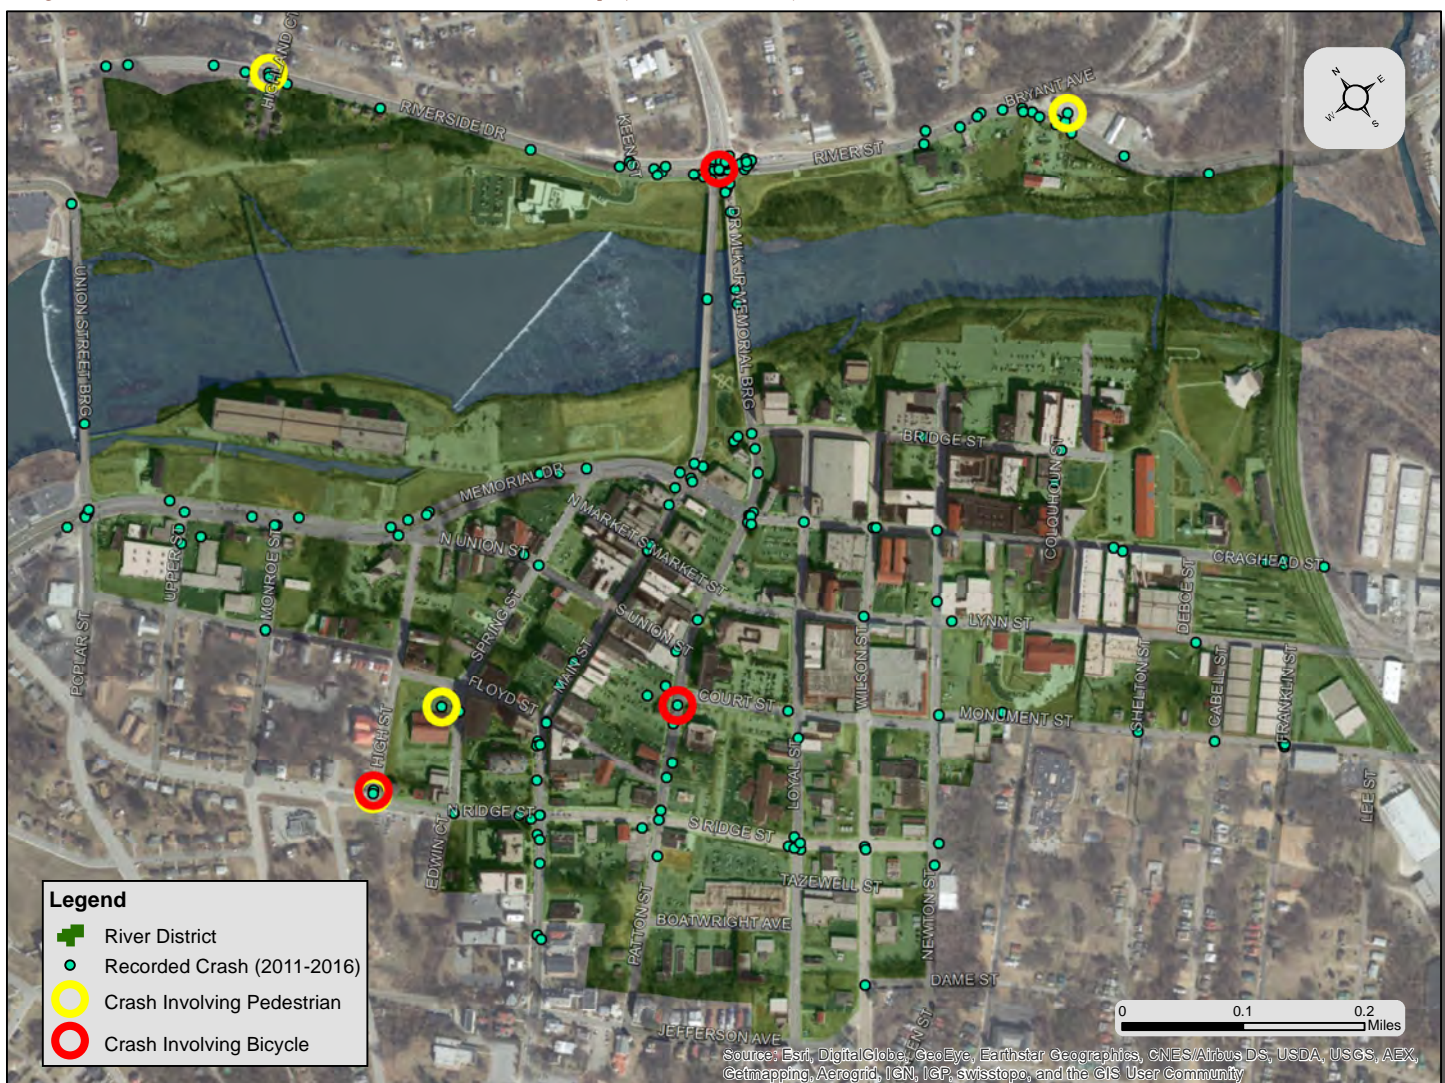 HIGHLAND CT
RIVERSIDE DR
KEEN ST
RIVER ST
BRYANT AVE
N
E
W
S
UNION STREET BRG
DR MLK JR MEMORIAL BRG
BRIDGE ST
COLQUHOUN ST
MEMORIAL DR
N MARKET ST
MARKET ST
N UNION ST
S UNION ST
CRAGHEAD ST
UPPER ST
MONROE ST
SPRING ST
MAIN ST
LYNN ST
DEBCE ST
POPLAR ST
FLOYD ST
COURT ST
WILSON ST
MONUMENT ST
SHELTON ST
CABELL ST
FRANKLIN ST
HIGH ST
LOYAL ST
LEE ST
N RIDGE ST
S RIDGE ST
EDWIN CT
TAZEWELL ST
PATTON ST
BOATWRIGHT AVE
NEWTON ST
DAME ST
JEFFERSON AVE
Legend
River District
Recorded Crash (2011-2016)
Crash Involving Pedestrian
Crash Involving Bicycle
0 0.1 0.2
Miles
Source: Esri, DigitalGlobe, GeoEye, Earthstar Geographics, CNES/Airbus DS, USDA, USGS, AEX,
Getmapping, Aerogrid, IGN, IGP, swisstopo, and the GIS User Community